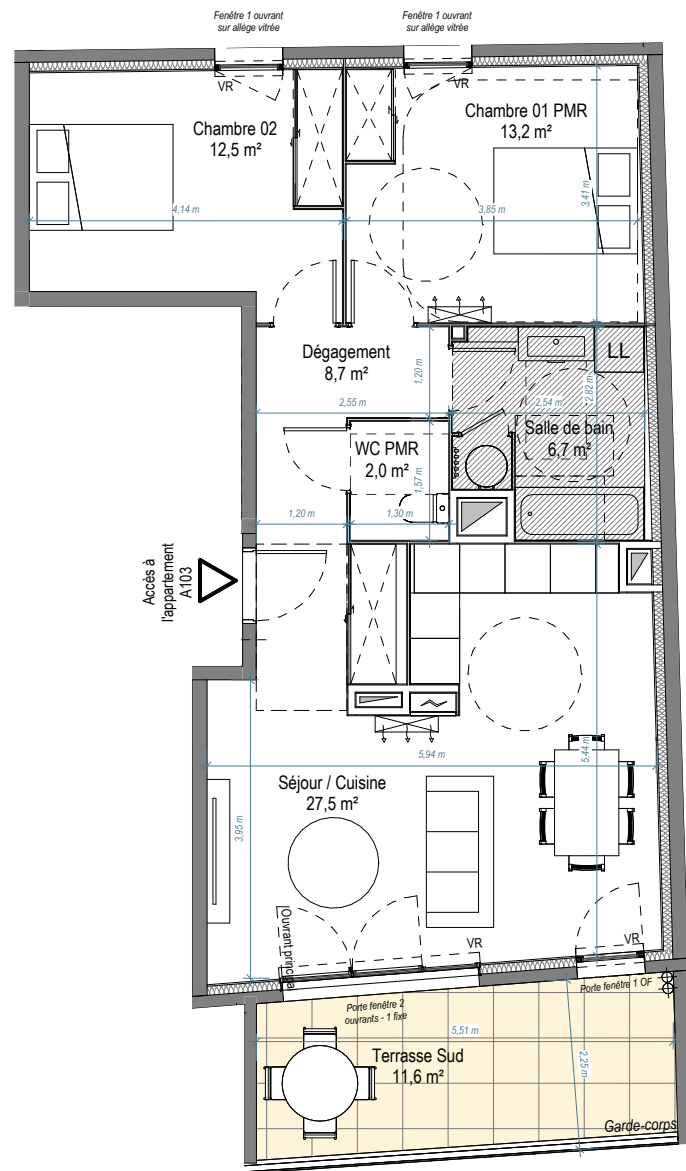 Fenêtre 1 ouvrant
sur allège vitrée
Fenêtre 1 ouvrant
sur allège vitrée
VR
VR
Chambre 02
12,5 m²
Chambre 01 PMR
13,2 m²
4,14 m
3,85 m
3,41 m
Dégagement
8,7 m²
LL
1,20 m
2,55 m
2.54 m
2,82 m
Salle de bain
6,7 m²
WC PMR
2,0 m²
1,57 m
1,20 m
1,30 m
Accès à
l'appartement
A103
5,94 m
5,44 m
Séjour / Cuisine
27,5 m²
3,95 m
Ouvrant principal
VR
VR
Porte fenêtre 2
ouvrants - 1 fixe
Porte fenêtre 1 OF
5,51 m
2,25 m
Terrasse Sud
11,6 m²
Garde-corps